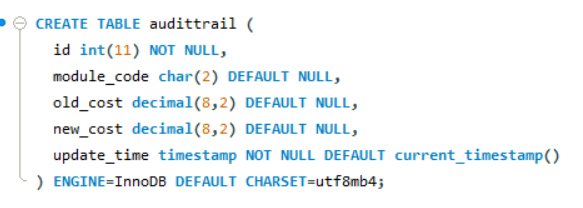 CREATE TABLE audittrail (
id int(11) NOT NULL,
module_code char(2) DEFAULT NULL,
old_cost decimal(8,2) DEFAULT NULL,
new_cost decimal(8,2) DEFAULT NULL,
update_time timestamp NOT NULL DEFAULT current_timestamp()
) ENGINE=InnoDB DEFAULT CHARSET=utf8mb4;